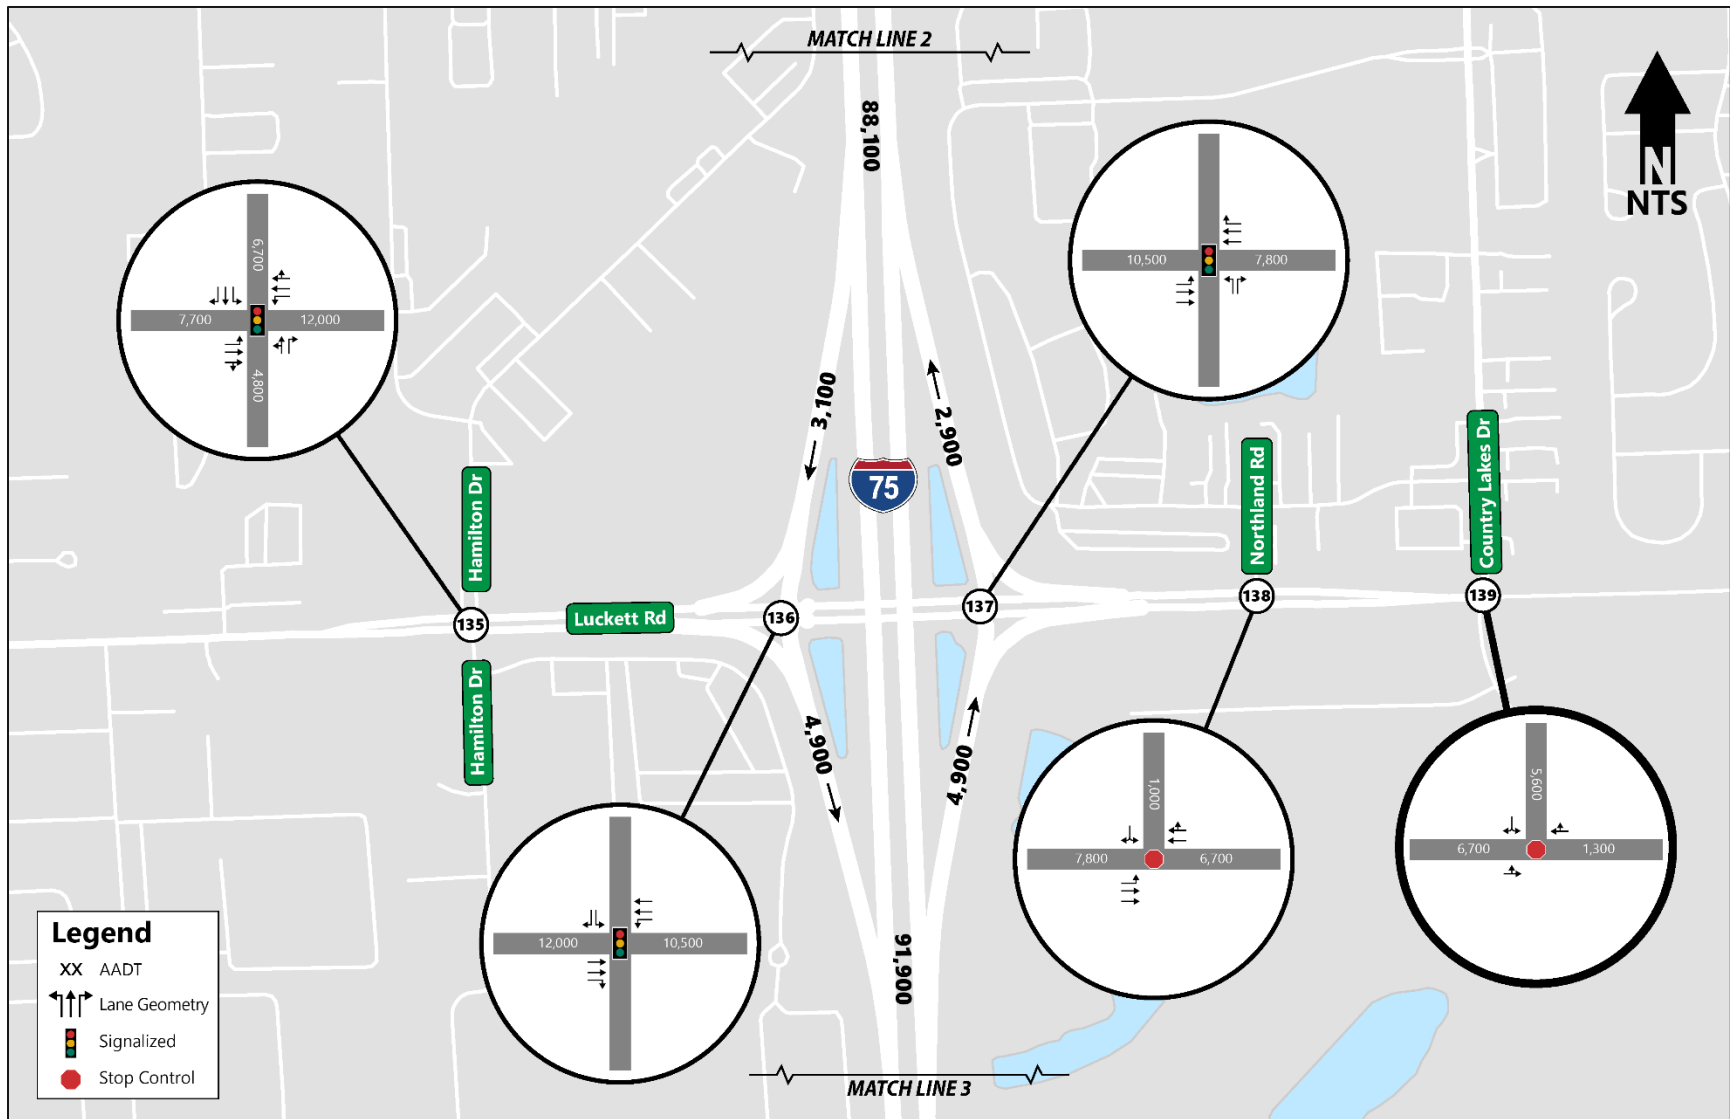 MATCH LINE 2
88,100
N
NTS
6,700
7,700
12,000
4,800
10,500
7,800
3,100
2,900
75
Hamilton Dr
Northland Rd
Country Lakes Dr
135
Luckett Rd
136
137
138
139
Hamilton Dr
4,900
4,900
12,000
10,500
1,000
7,800
6,700
5,600
6,700
1,300
91,900
Legend
XX AADT
Lane Geometry
Signalized
Stop Control
MATCH LINE 3